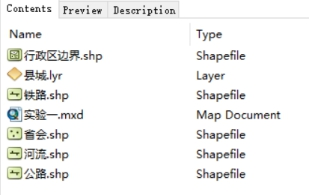 Contents Preview Description
Name Type
行政区边界.shp Shapefile
县城.lyr Layer
铁路.shp Shapefile
实验一.mxd Map Document
省会.shp Shapefile
河流.shp Shapefile
公路.shp Shapefile